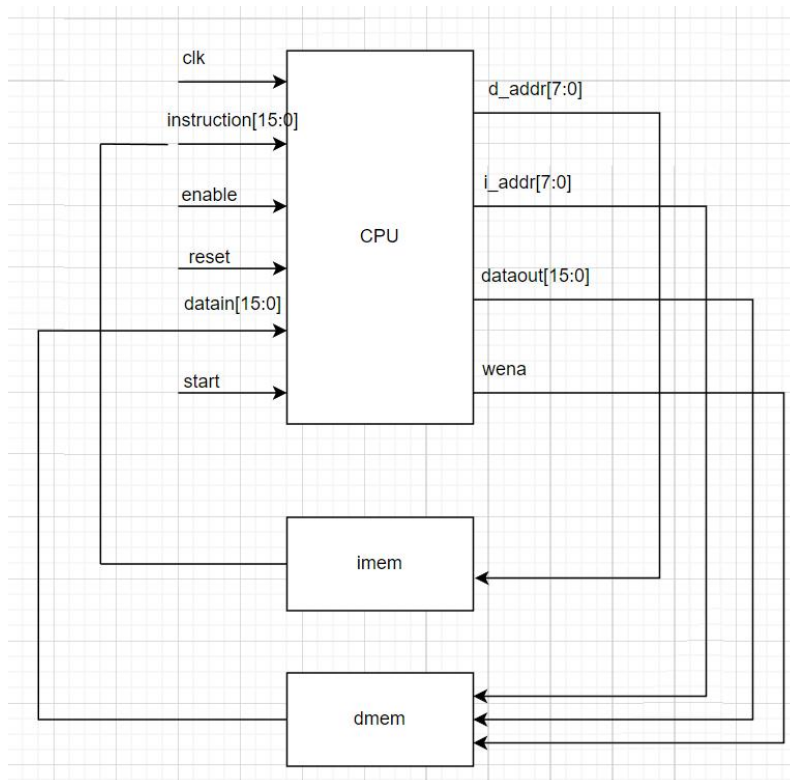 clk
d_addr[7:0]
instruction[15:0]
i_addr[7:0]
enable
CPU
reset
dataout[15:0]
datain[15:0]
wena
start
imem
dmem